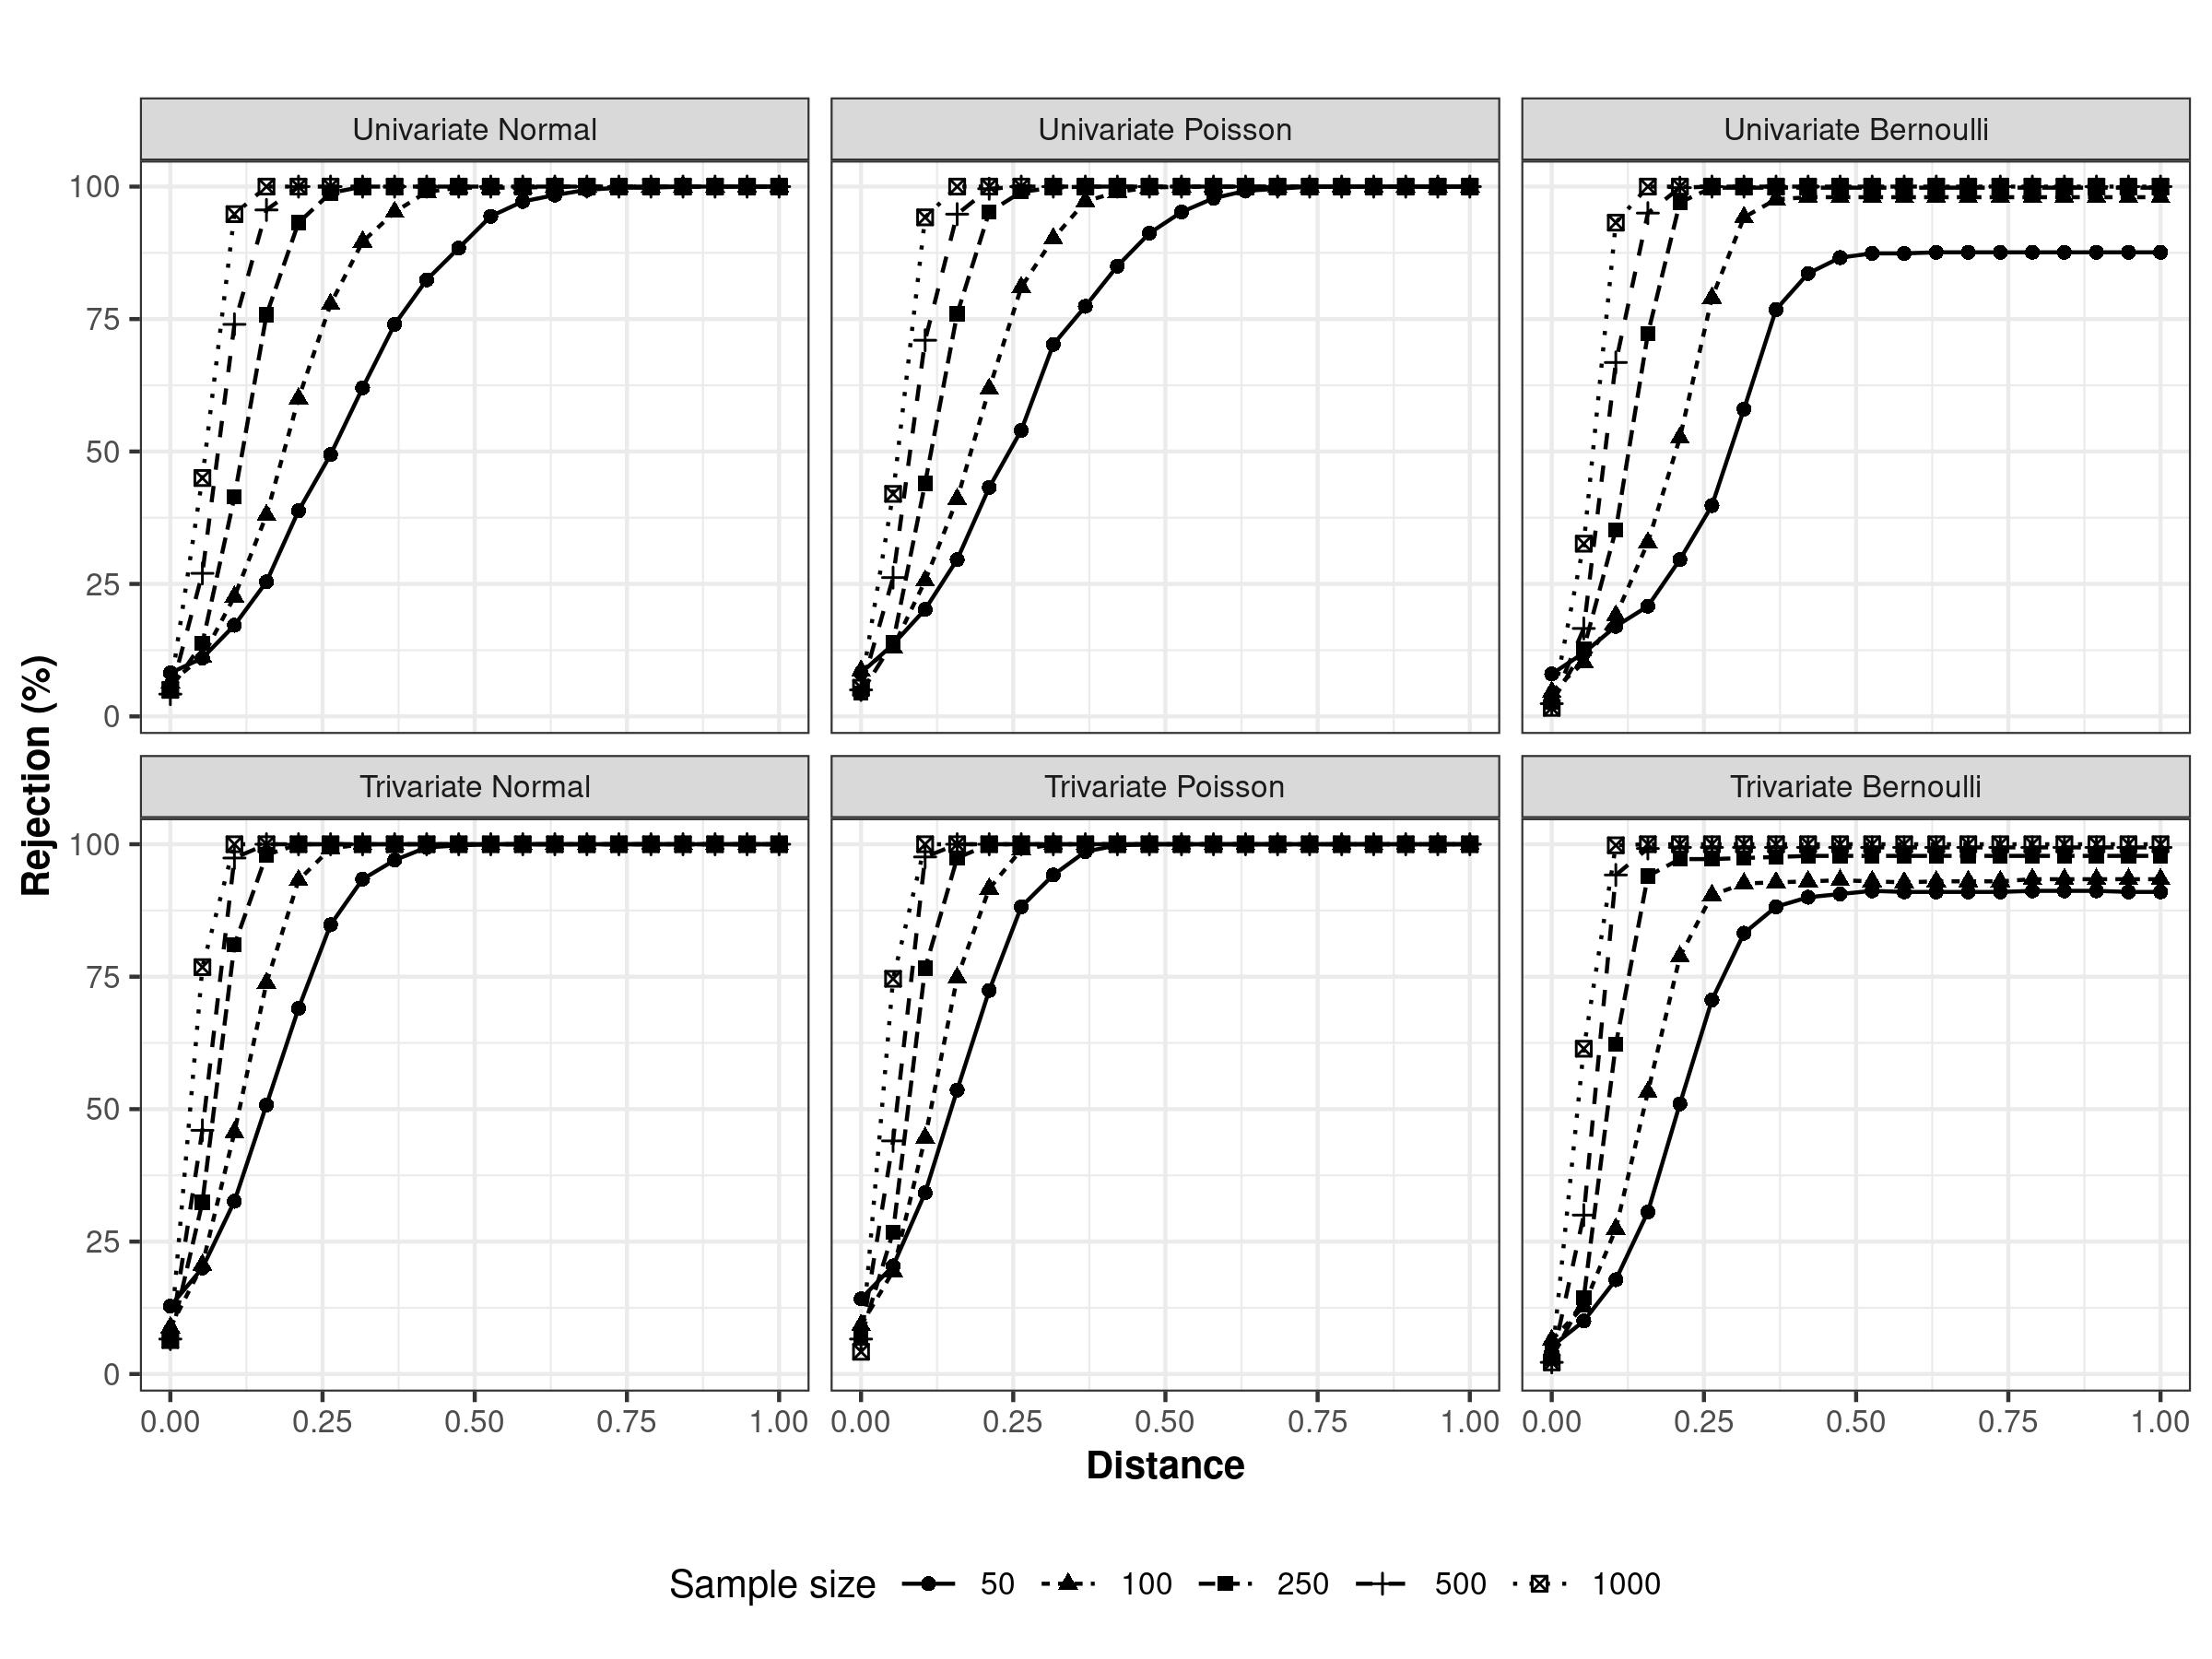 Univariate Normal Univariate Poisson Univariate Bernoulli
100
75
50
25
0
Trivariate Normal Trivariate Poisson Trivariate Bernoulli
100
75
50
25
0
Rejection (%)
0.00 0.25 0.50 0.75 1.00 0.00 0.25 0.50 0.75 1.00 0.00 0.25 0.50 0.75 1.00
Distance
Sample size 50 100 250 500 1000